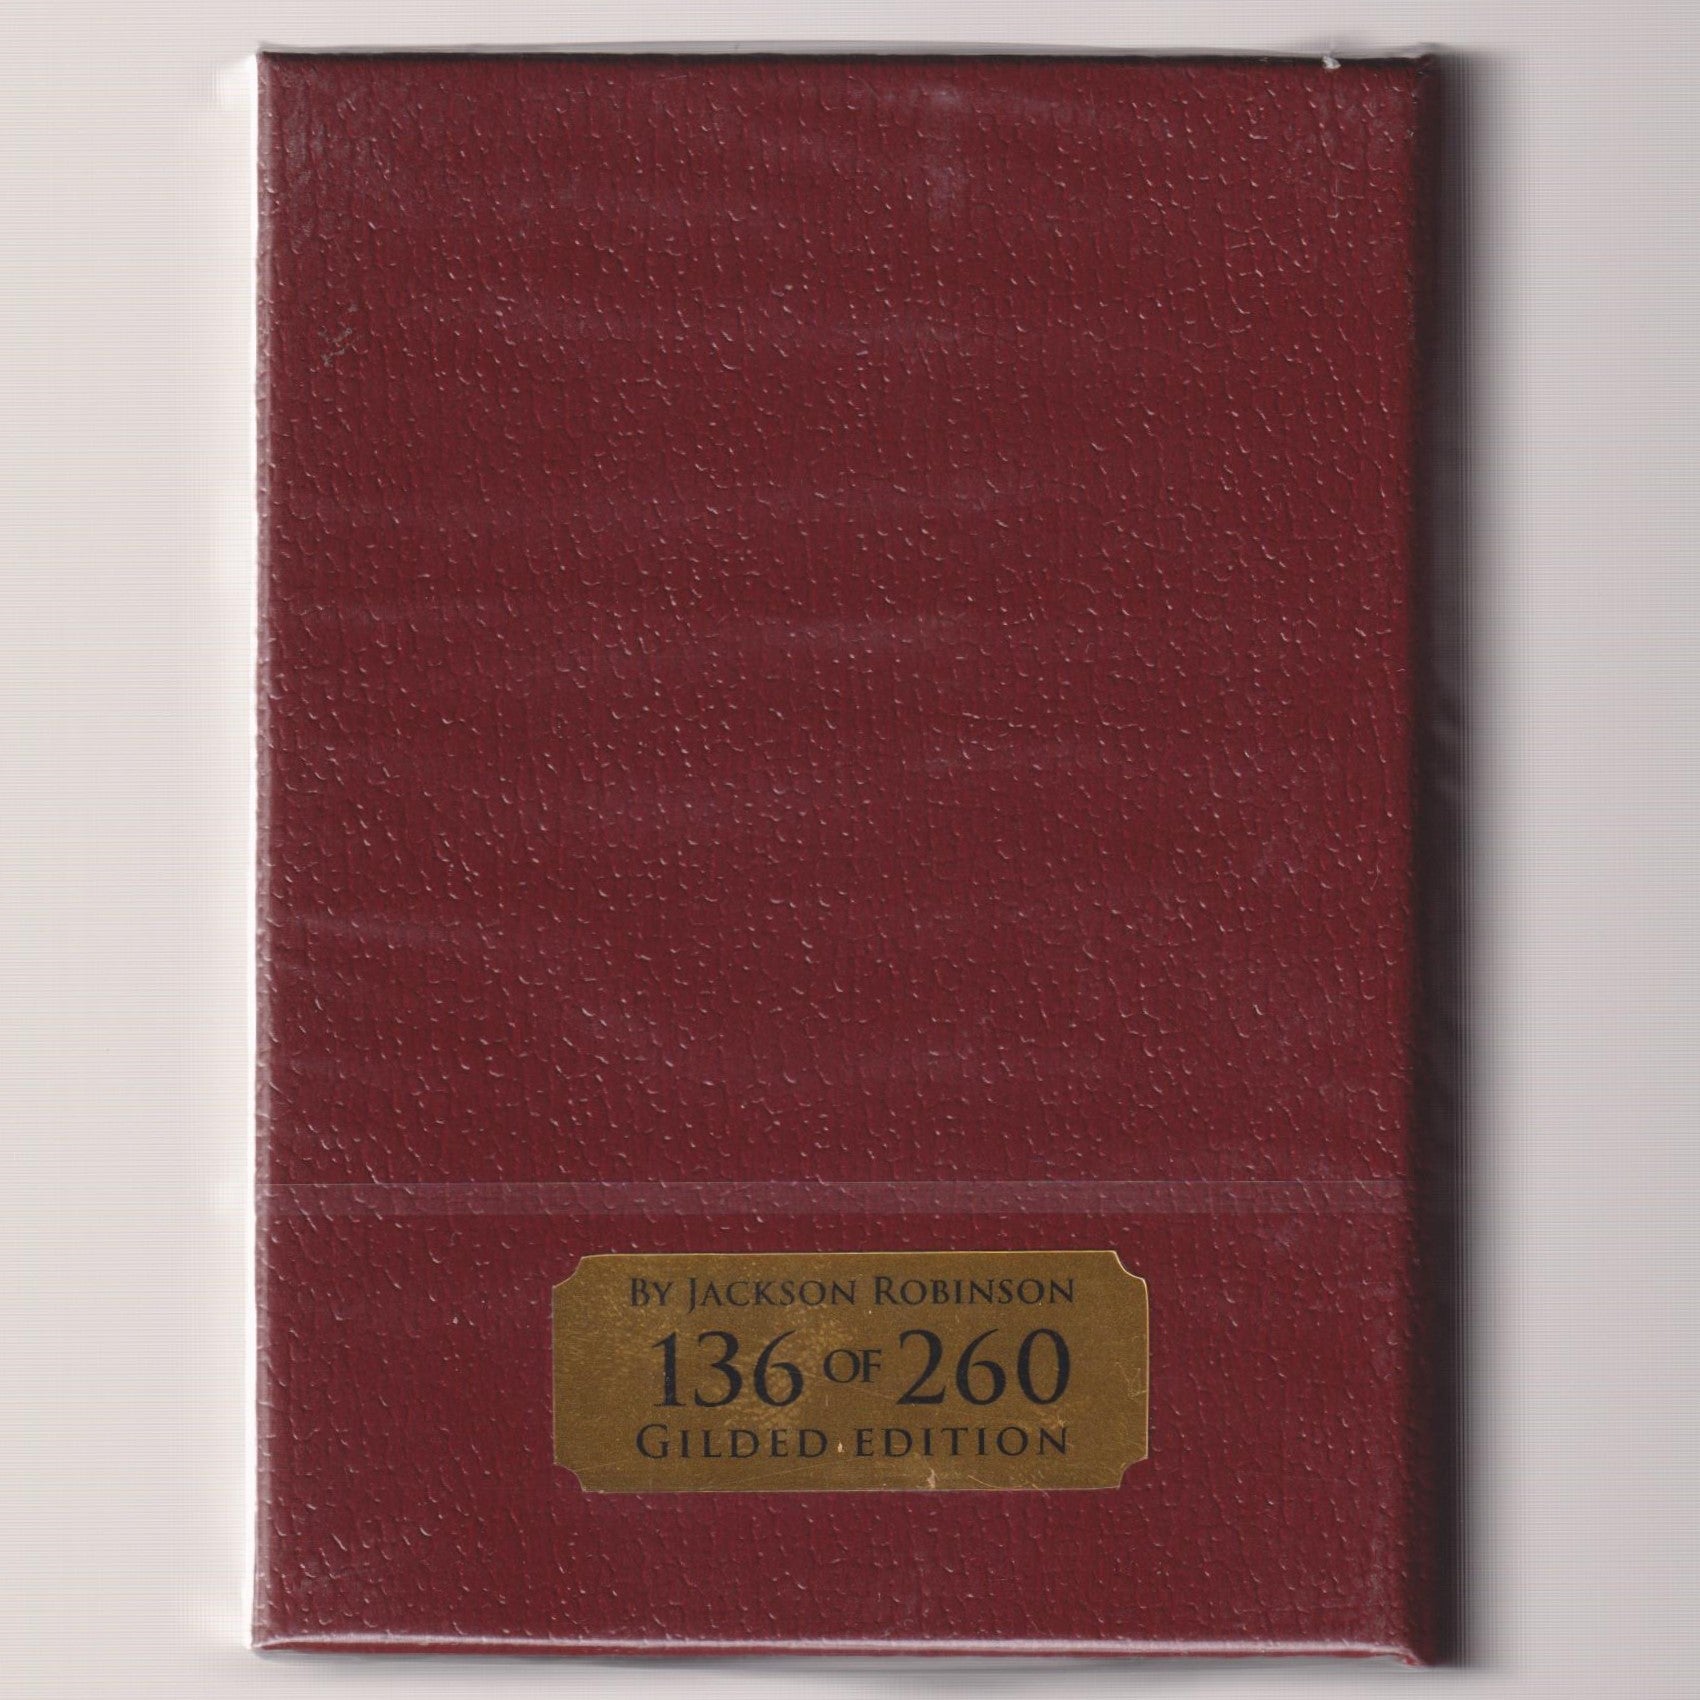 By Jackson Robinson
136 of 260
Gilded edition